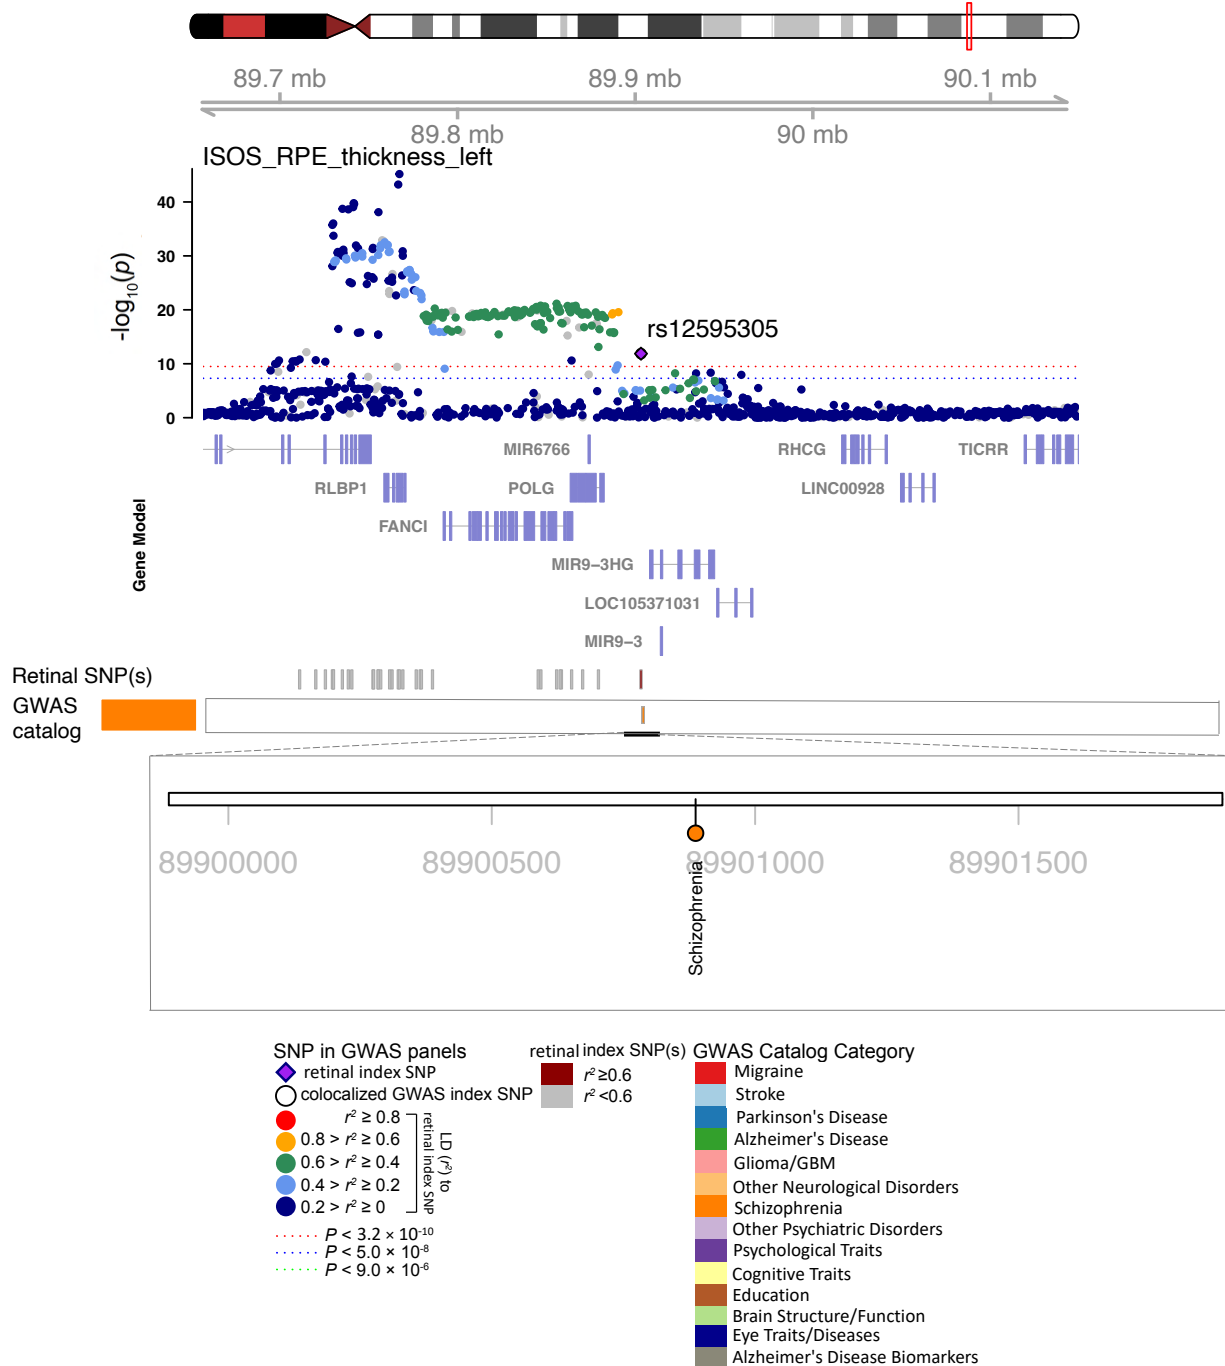 89.7 mb
89.9 mb
90.1 mb
89.8 mb
90 mb
ISOS_RPE_thickness_left
-log10(p)
40
30
20
10
0
rs12595305
Gene Model
MIR6766
RHCG
TICRR
RLBP1
POLG
LINC00928
FANCI
MIR9−3HG
LOC105371031
MIR9−3
Retinal SNP(s)
GWAS
catalog
89900000
89900500
89901000
89901500
Schizophrenia
SNP in GWAS panels
retinal index SNP
colocalized GWAS index SNP
r² ≥ 0.8
0.8 > r² ≥ 0.6
0.6 > r² ≥ 0.4
0.4 > r² ≥ 0.2
0.2 > r² ≥ 0
LD (r²) to
retinal index SNP
P < 3.2 × 10⁻¹⁰
P < 5.0 × 10⁻⁸
P < 9.0 × 10⁻⁶
retinal index SNP(s)
r² ≥0.6
r² <0.6
GWAS Catalog Category
Migraine
Stroke
Parkinson's Disease
Alzheimer's Disease
Glioma/GBM
Other Neurological Disorders
Schizophrenia
Other Psychiatric Disorders
Psychological Traits
Cognitive Traits
Education
Brain Structure/Function
Eye Traits/Diseases
Alzheimer's Disease Biomarkers